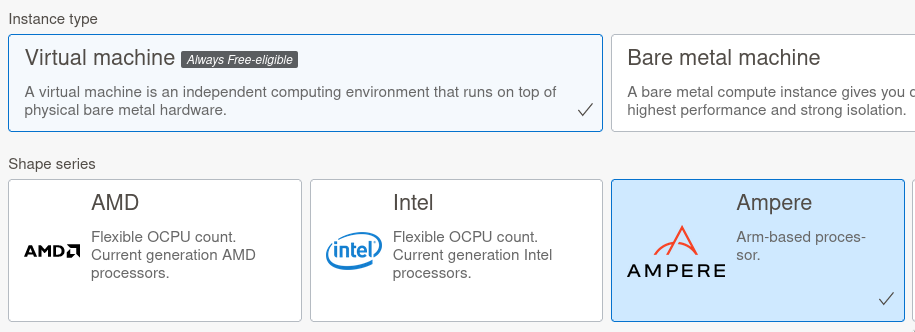 Instance type
Virtual machine Always Free-eligible
A virtual machine is an independent computing environment that runs on top of
physical bare metal hardware.
Bare metal machine
A bare metal compute instance gives you
highest performance and strong isolation.
Shape series
AMD
AMD
Flexible OCPU count.
Current generation AMD
processors.
Intel
intel
Flexible OCPU count.
Current generation Intel
processors.
Ampere
AMPERE
Arm-based proces-
sor.